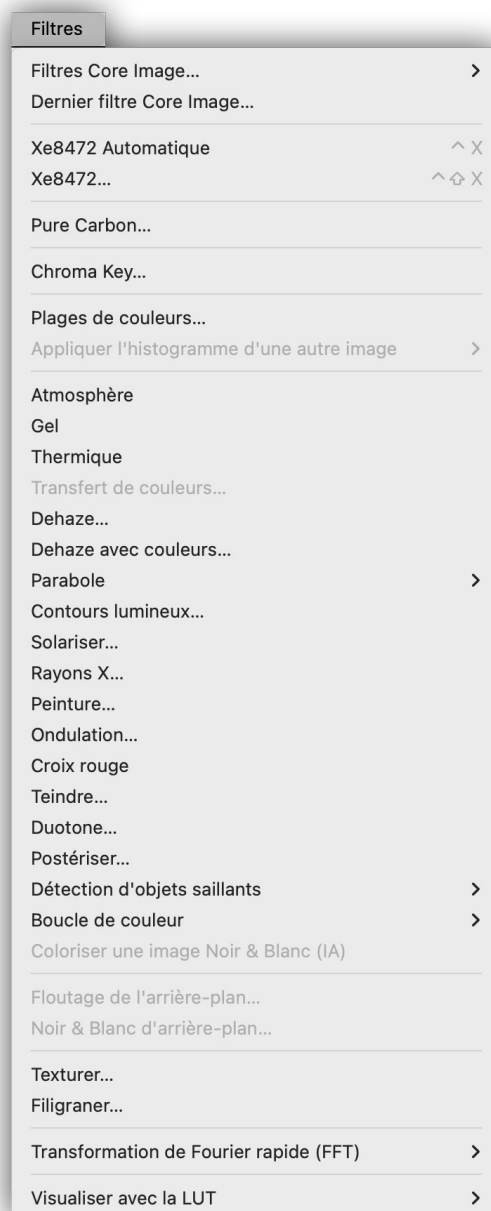 Filtres
Filtres Core Image...
Dernier filtre Core Image...
Xe8472 Automatique ^ X
Xe8472... ^ ⇧ X
Pure Carbon...
Chroma Key...
Plages de couleurs...
Appliquer l'histogramme d'une autre image
Atmosphère
Gel
Thermique
Transfert de couleurs...
Dehaze...
Dehaze avec couleurs...
Parabole
Contours lumineux...
Solariser...
Rayons X...
Peinture...
Ondulation...
Croix rouge
Teindre...
Duotone...
Postériser...
Détection d'objets saillants
Boucle de couleur
Coloriser une image Noir & Blanc (IA)
Floutage de l'arrière-plan...
Noir & Blanc d'arrière-plan...
Texturer...
Filigraner...
Transformation de Fourier rapide (FFT)
Visualiser avec la LUT